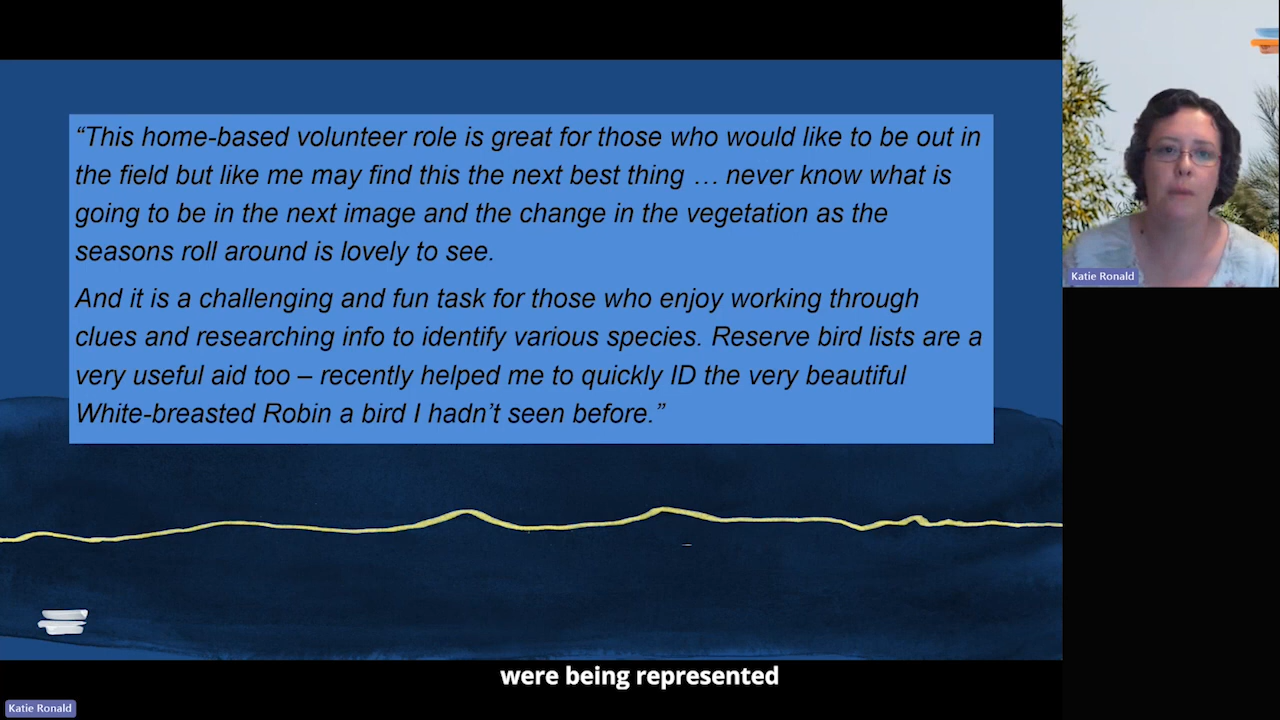 “This home-based volunteer role is great for those who would like to be out in
the field but like me may find this the next best thing … never know what is
going to be in the next image and the change in the vegetation as the
seasons roll around is lovely to see.
And it is a challenging and fun task for those who enjoy working through
clues and researching info to identify various species. Reserve bird lists are a
very useful aid too – recently helped me to quickly ID the very beautiful
White-breasted Robin a bird I hadn’t seen before.”
Katie Ronald
were being represented
Katie Ronald